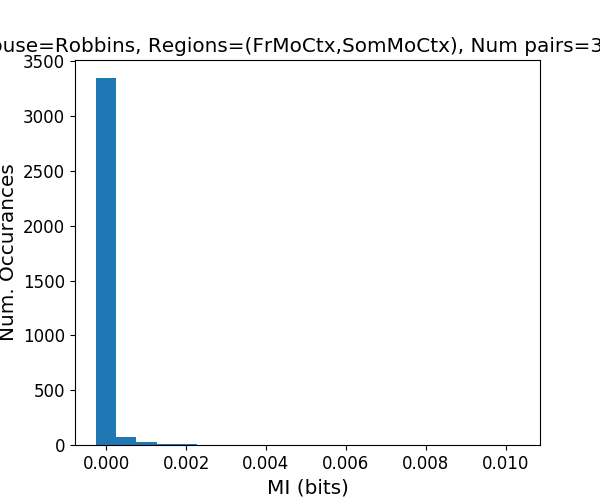 ouse=Robbins, Regions=(FrMoCtx,SomMoCtx), Num pairs=3
3500
3000
2500
2000
1500
1000
500
0
Num. Occurances
0.000 0.002 0.004 0.006 0.008 0.010
MI (bits)